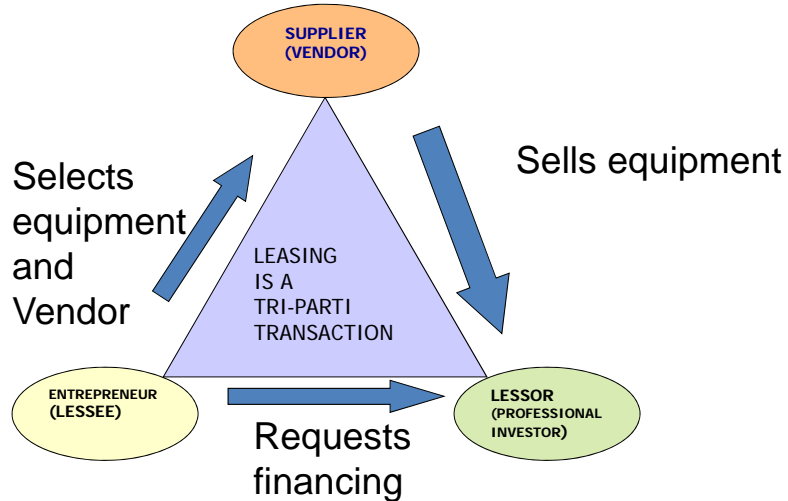 SUPPLIER
(VENDOR)
Sells equipment
Selects
equipment
and
Vendor
LEASING
IS A
TRI-PARTI
TRANSACTION
ENTREPRENEUR
(LESSEE)
LESSOR
(PROFESSIONAL
INVESTOR)
Requests
financing